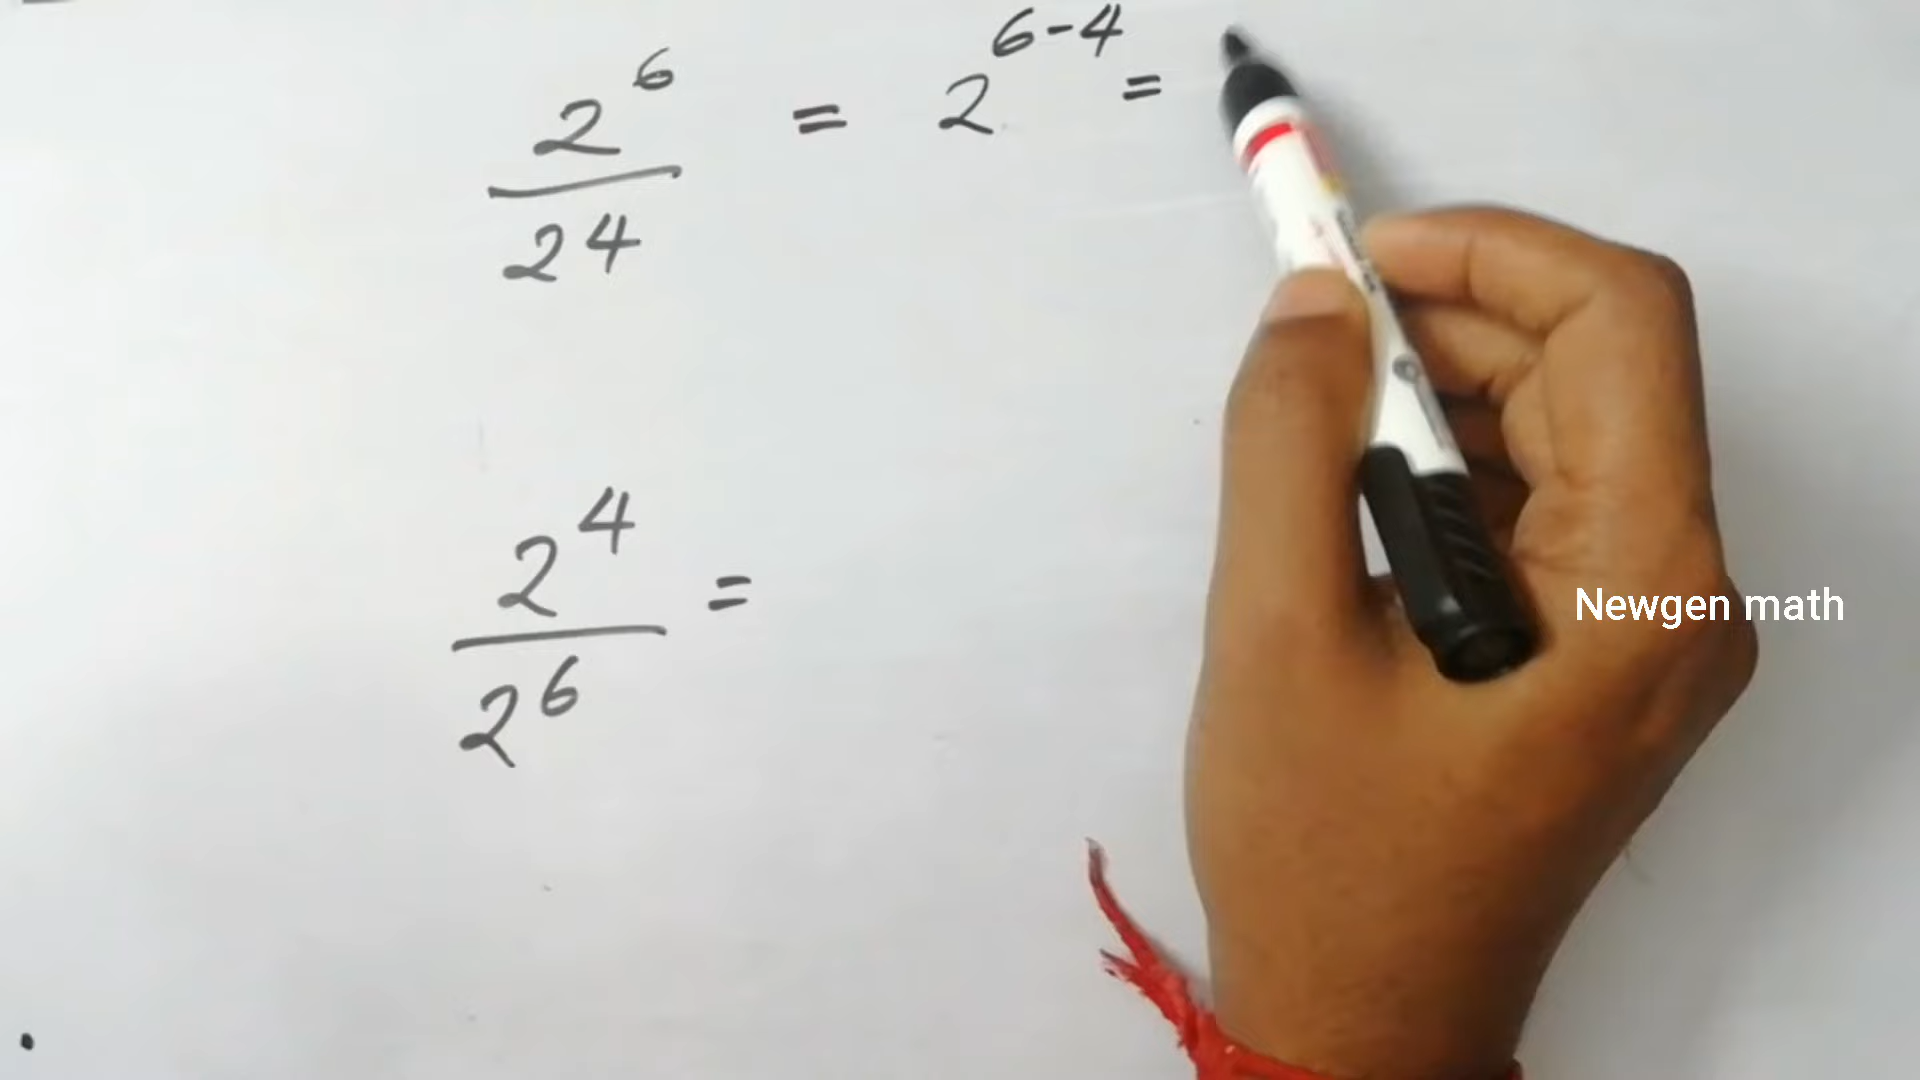 2^6 / 2^4 = 2^6-4 =
2^4 / 2^6 =
Newgen math